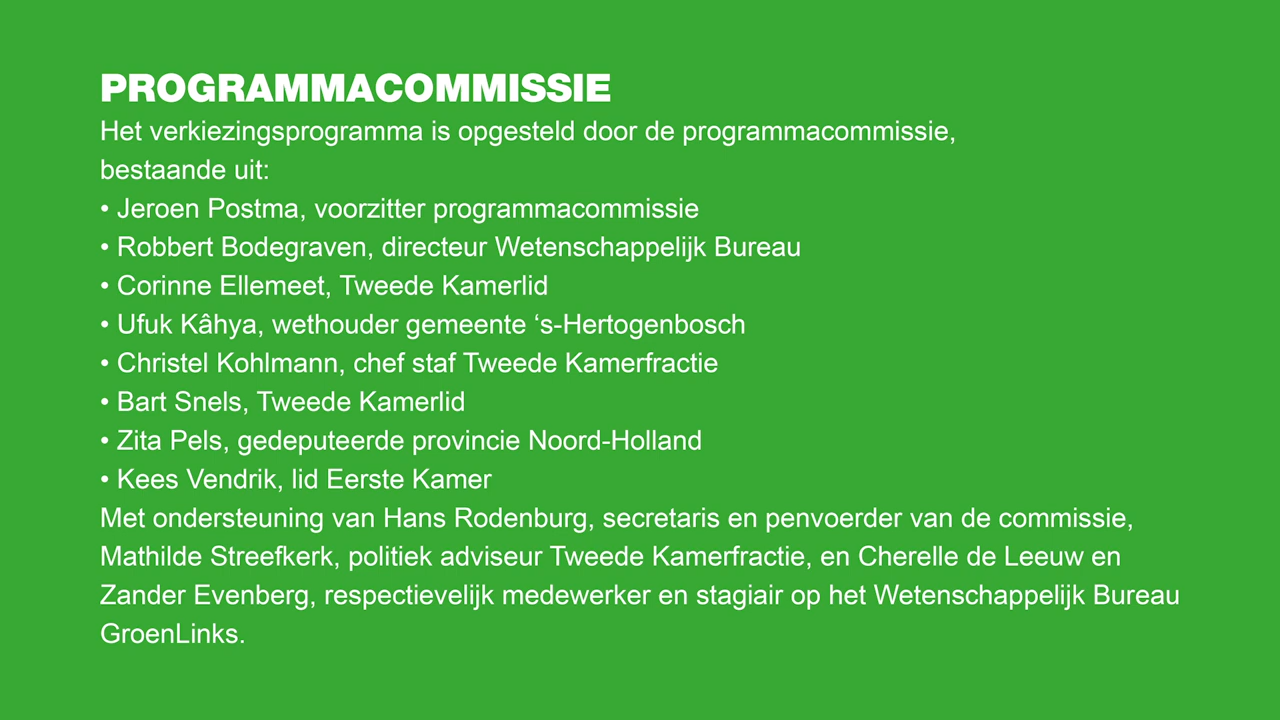 PROGRAMMACOMMISSIE
Het verkiezingsprogramma is opgesteld door de programmacommissie,
bestaande uit:
• Jeroen Postma, voorzitter programmacommissie
• Robbert Bodegraven, directeur Wetenschappelijk Bureau
• Corinne Ellemeet, Tweede Kamerlid
• Ufuk Kâhya, wethouder gemeente ‘s-Hertogenbosch
• Christel Kohlmann, chef staf Tweede Kamerfractie
• Bart Snels, Tweede Kamerlid
• Zita Pels, gedeputeerde provincie Noord-Holland
• Kees Vendrik, lid Eerste Kamer
Met ondersteuning van Hans Rodenburg, secretaris en penvoerder van de commissie,
Mathilde Streefkerk, politiek adviseur Tweede Kamerfractie, en Cherelle de Leeuw en
Zander Evenberg, respectievelijk medewerker en stagiair op het Wetenschappelijk Bureau
GroenLinks.